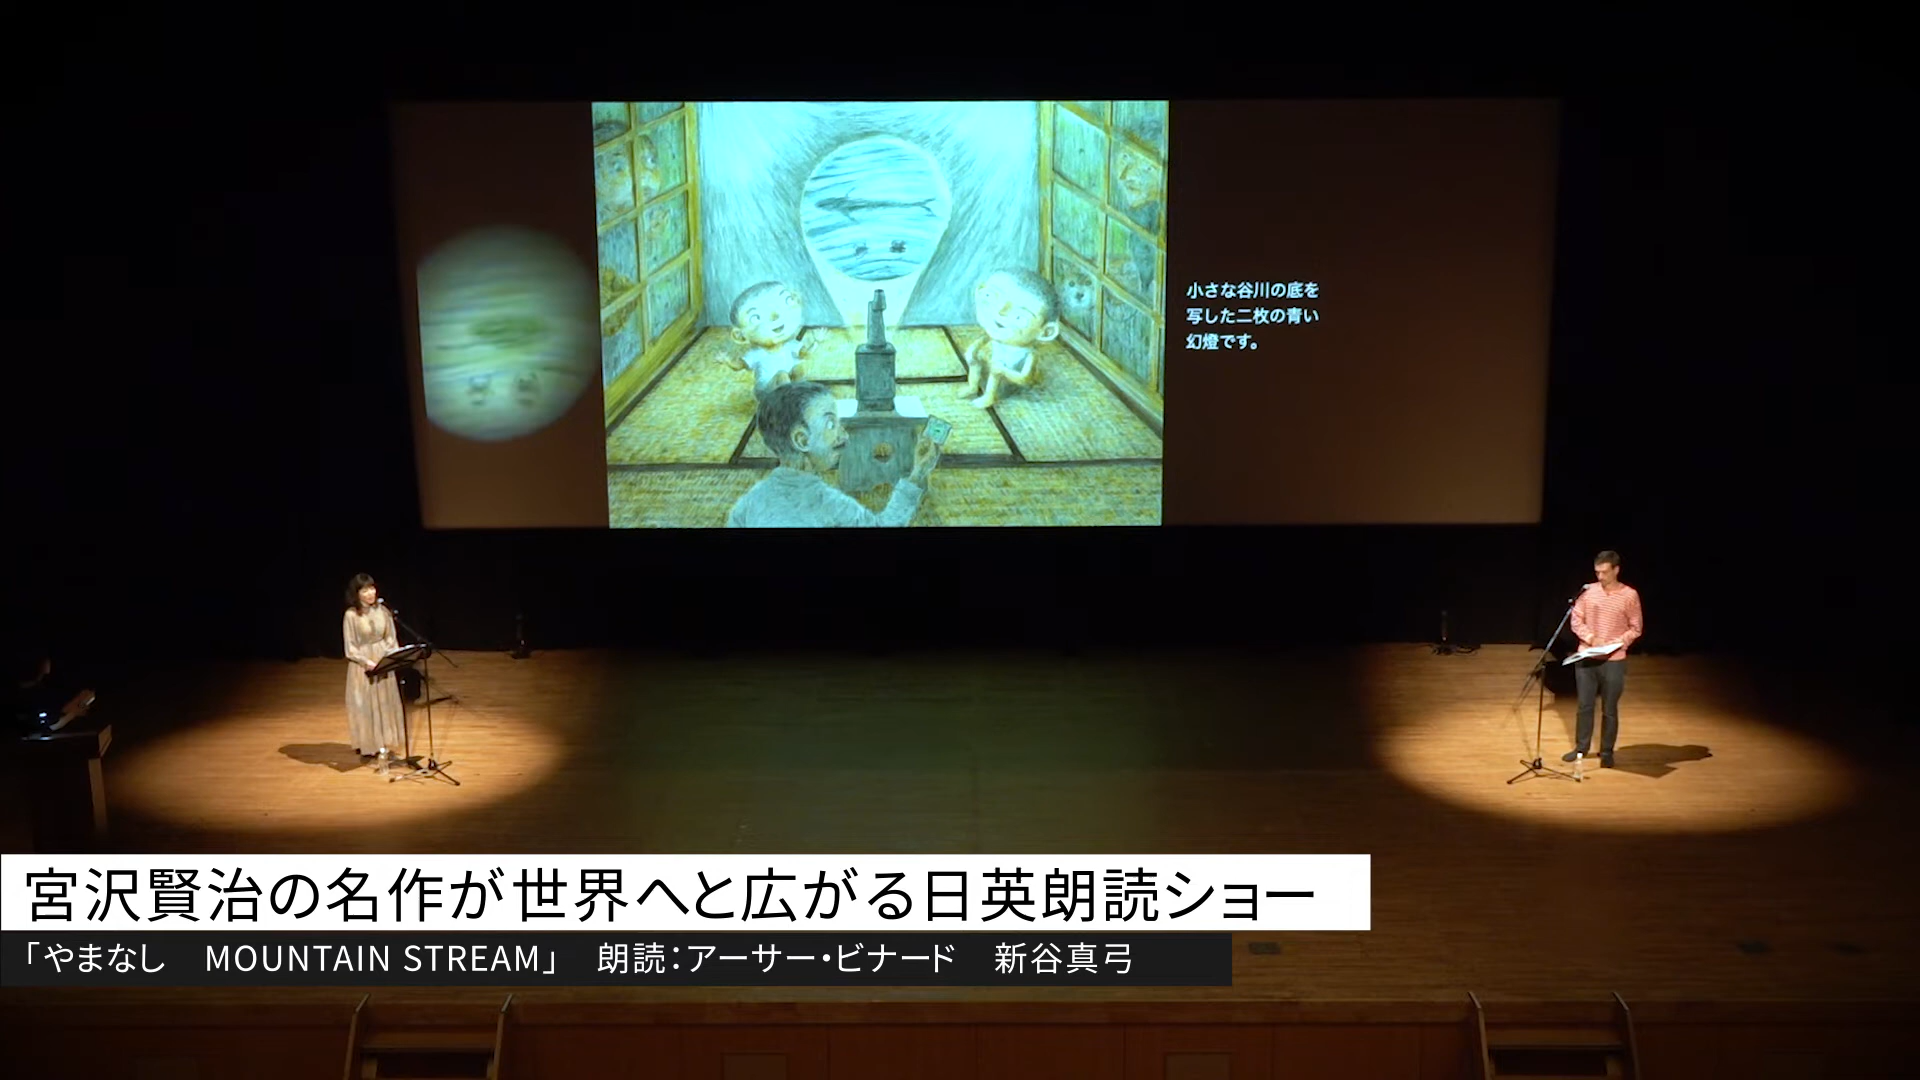 小さな谷川の底を
写した二枚の青い
幻燈です。
宮沢賢治の名作が世界へと広がる日英朗読ショー
「やまなし　MOUNTAIN STREAM」　朗読：アーサー・ビナード　新谷真弓